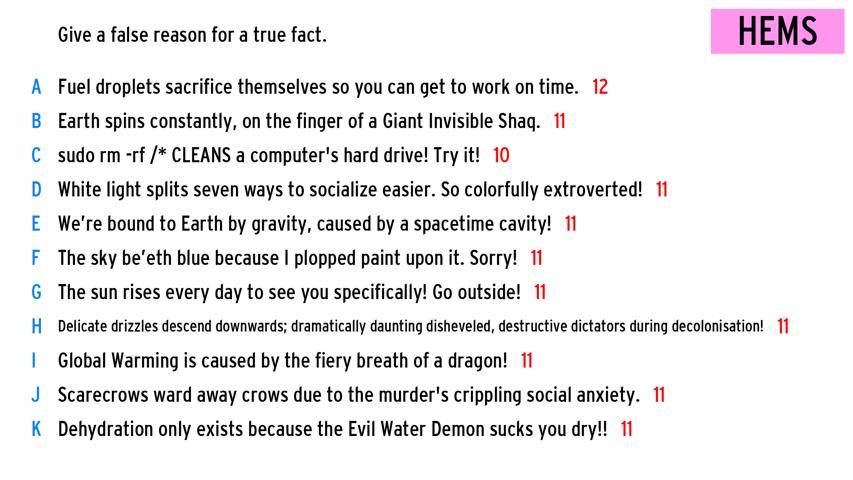 Give a false reason for a true fact.
HEMS
A Fuel droplets sacrifice themselves so you can get to work on time. 12
B Earth spins constantly, on the finger of a Giant Invisible Shaq. 11
C sudo rm -rf /* CLEANS a computer's hard drive! Try it! 10
D White light splits seven ways to socialize easier. So colorfully extroverted! 11
E We're bound to Earth by gravity, caused by a spacetime cavity! 11
F The sky be'eth blue because I plopped paint upon it. Sorry! 11
G The sun rises every day to see you specifically! Go outside! 11
H Delicate drizzles descend downwards; dramatically daunting disheveled, destructive dictators during decolonisation! 11
I Global Warming is caused by the fiery breath of a dragon! 11
J Scarecrows ward away crows due to the murder's crippling social anxiety. 11
K Dehydration only exists because the Evil Water Demon sucks you dry!! 11